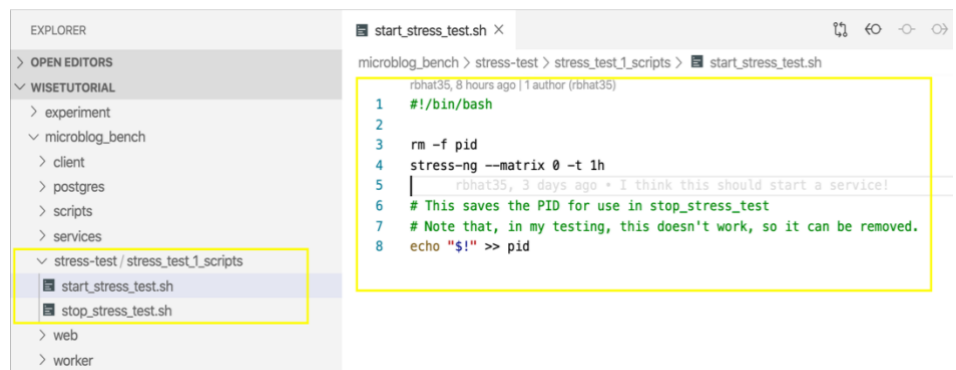 EXPLORER
OPEN EDITORS
WISETUTORIAL
experiment
microblog_bench
client
postgres
scripts
services
stress-test / stress_test_1_scripts
start_stress_test.sh
stop_stress_test.sh
web
worker
start_stress_test.sh ×
microblog_bench > stress-test > stress_test_1_scripts > start_stress_test.sh
rbhat35, 8 hours ago | 1 author (rbhat35)
1 #!/bin/bash
2
3 rm -f pid
4 stress-ng --matrix 0 -t 1h
5 rbhat35, 3 days ago • I think this should start a service!
6 # This saves the PID for use in stop_stress_test
7 # Note that, in my testing, this doesn't work, so it can be removed.
8 echo "$!" >> pid